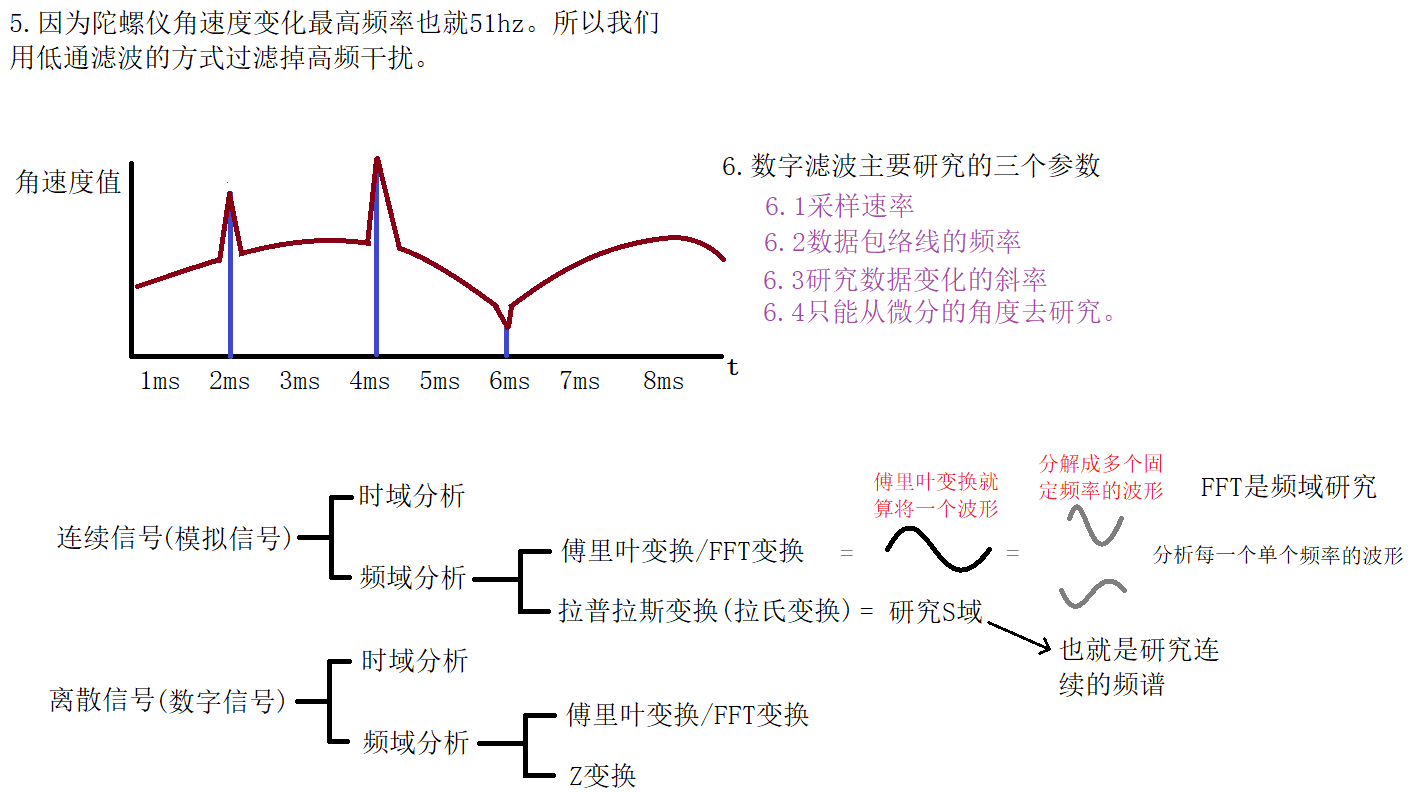 5.因为陀螺仪角速度变化最高频率也就51hz。所以我们
用低通滤波的方式过滤掉高频干扰。
角速度值
t
1ms 2ms 3ms 4ms 5ms 6ms 7ms 8ms
6.数字滤波主要研究的三个参数
6.1采样速率
6.2数据包络线的频率
6.3研究数据变化的斜率
6.4只能从微分的角度去研究。
连续信号(模拟信号)
时域分析
频域分析
傅里叶变换/FFT变换
=
傅里叶变换就
算将一个波形
=
分解成多个固
定频率的波形
FFT是频域研究
分析每一个单个频率的波形
拉普拉斯变换(拉氏变换)= 研究S域
也就是研究连
续的频谱
离散信号(数字信号)
时域分析
频域分析
傅里叶变换/FFT变换
Z变换